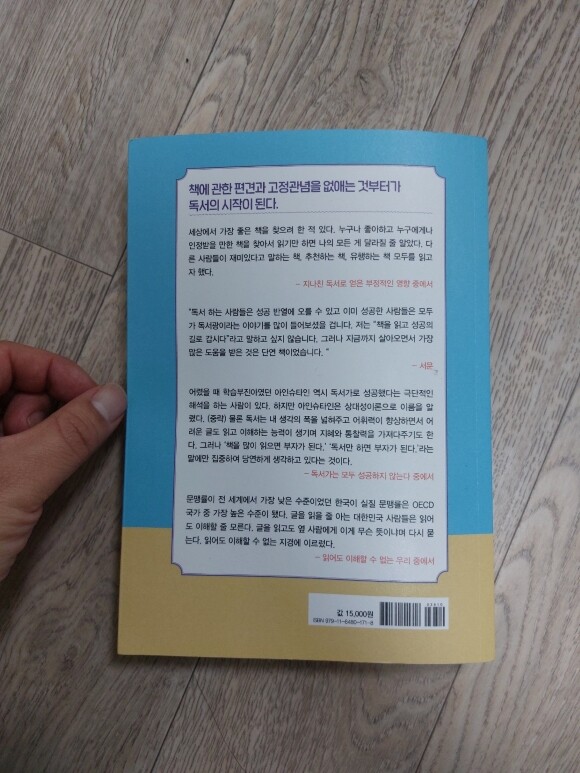 책에 관한 편견과 고정관념을 없애는 것부터가
독서의 시작이 된다.
세상에서 가장 좋은 책을 찾으려 한 적 있다. 누구나 좋아하고 누구에게나
인정받을 만한 책을 찾아서 읽기만 하면 나의 모든 게 달라질 줄 알았다. 다
른 사람들이 재미있다고 말하는 책, 추천하는 책, 유행하는 책 모두를 읽고
자 했다.
- 지나친 독서로 얻은 부정적인 영향 중에서
"독서 하는 사람들은 성공 반열에 오를 수 있고 이미 성공한 사람들은 모두
가 독서광이라는 이야기를 많이 들어보셨을 겁니다. 저는 "책을 읽고 성공의
길로 갑시다"라고 말하고 싶지 않습니다. 그러나 지금까지 살아오면서 가장
많은 도움을 받은 것은 단연 책이었습니다. "
- 서문
어렸을 때 학습부진아였던 아인슈타인 역시 독서가로 성공했다는 극단적인
해석을 하는 사람이 있다. 하지만 아인슈타인은 상대성이론으로 이름을 알
렸다. (중략) 물론 독서는 내 생각의 폭을 넓혀주고 어휘력이 향상하면서 어
려운 글도 읽고 이해하는 능력이 생기며 지혜와 통찰력을 가져다주기도 한
다. 그러나 '책을 많이 읽으면 부자가 된다.' '독서만 하면 부자가 된다.'라는
말에만 집중하여 당연하게 생각하고 있다는 것이다.
- 독서가는 모두 성공하지 않는다 중에서
문맹률이 전 세계에서 가장 낮은 수준이었던 한국이 실질 문맹률은 OECD
국가 중 가장 높은 수준이 됐다. 글을 읽을 줄 아는 대한민국 사람들은 읽어
도 이해할 줄 모른다. 글을 읽고도 옆 사람에게 이게 무슨 뜻이냐며 다시 묻
는다. 읽어도 이해할 수 없는 지경에 이르렀다.
- 읽어도 이해할 수 없는 우리 중에서
값 15,000원
ISBN 979-11-6480-171-8